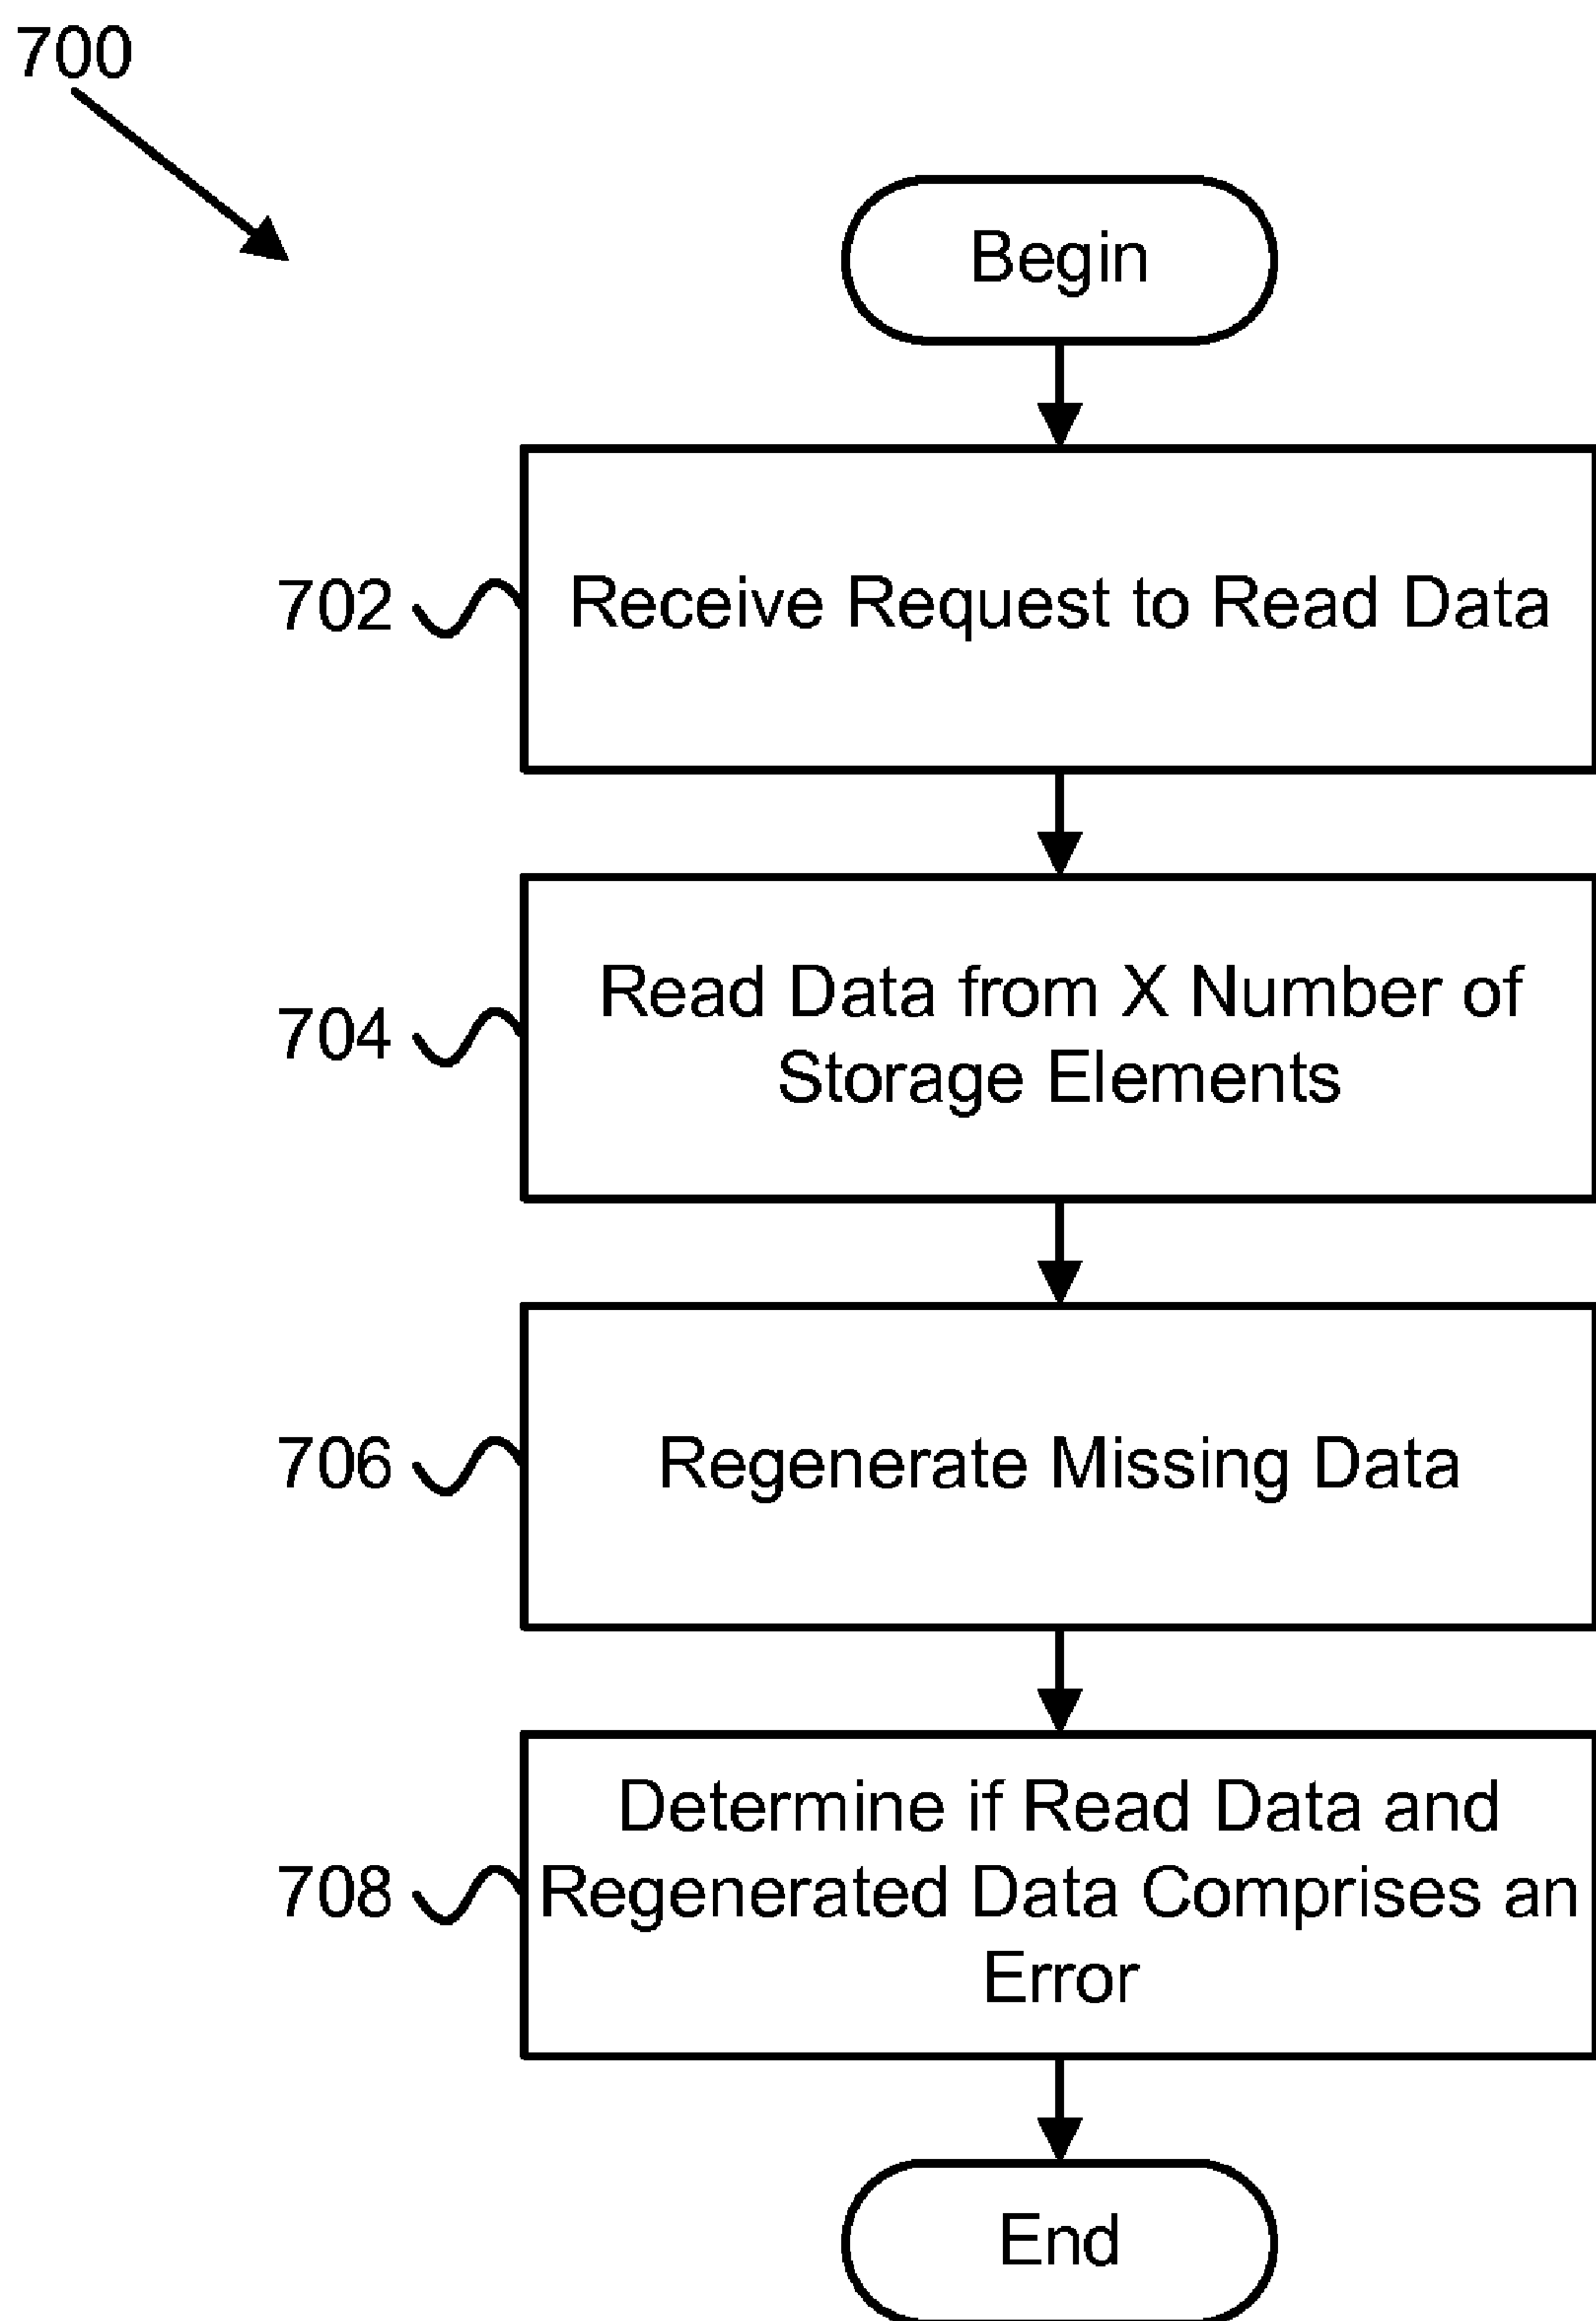 700
Begin
702
Receive Request to Read Data
704
Read Data from X Number of
Storage Elements
706
Regenerate Missing Data
708
Determine if Read Data and
Regenerated Data Comprises an
Error
End